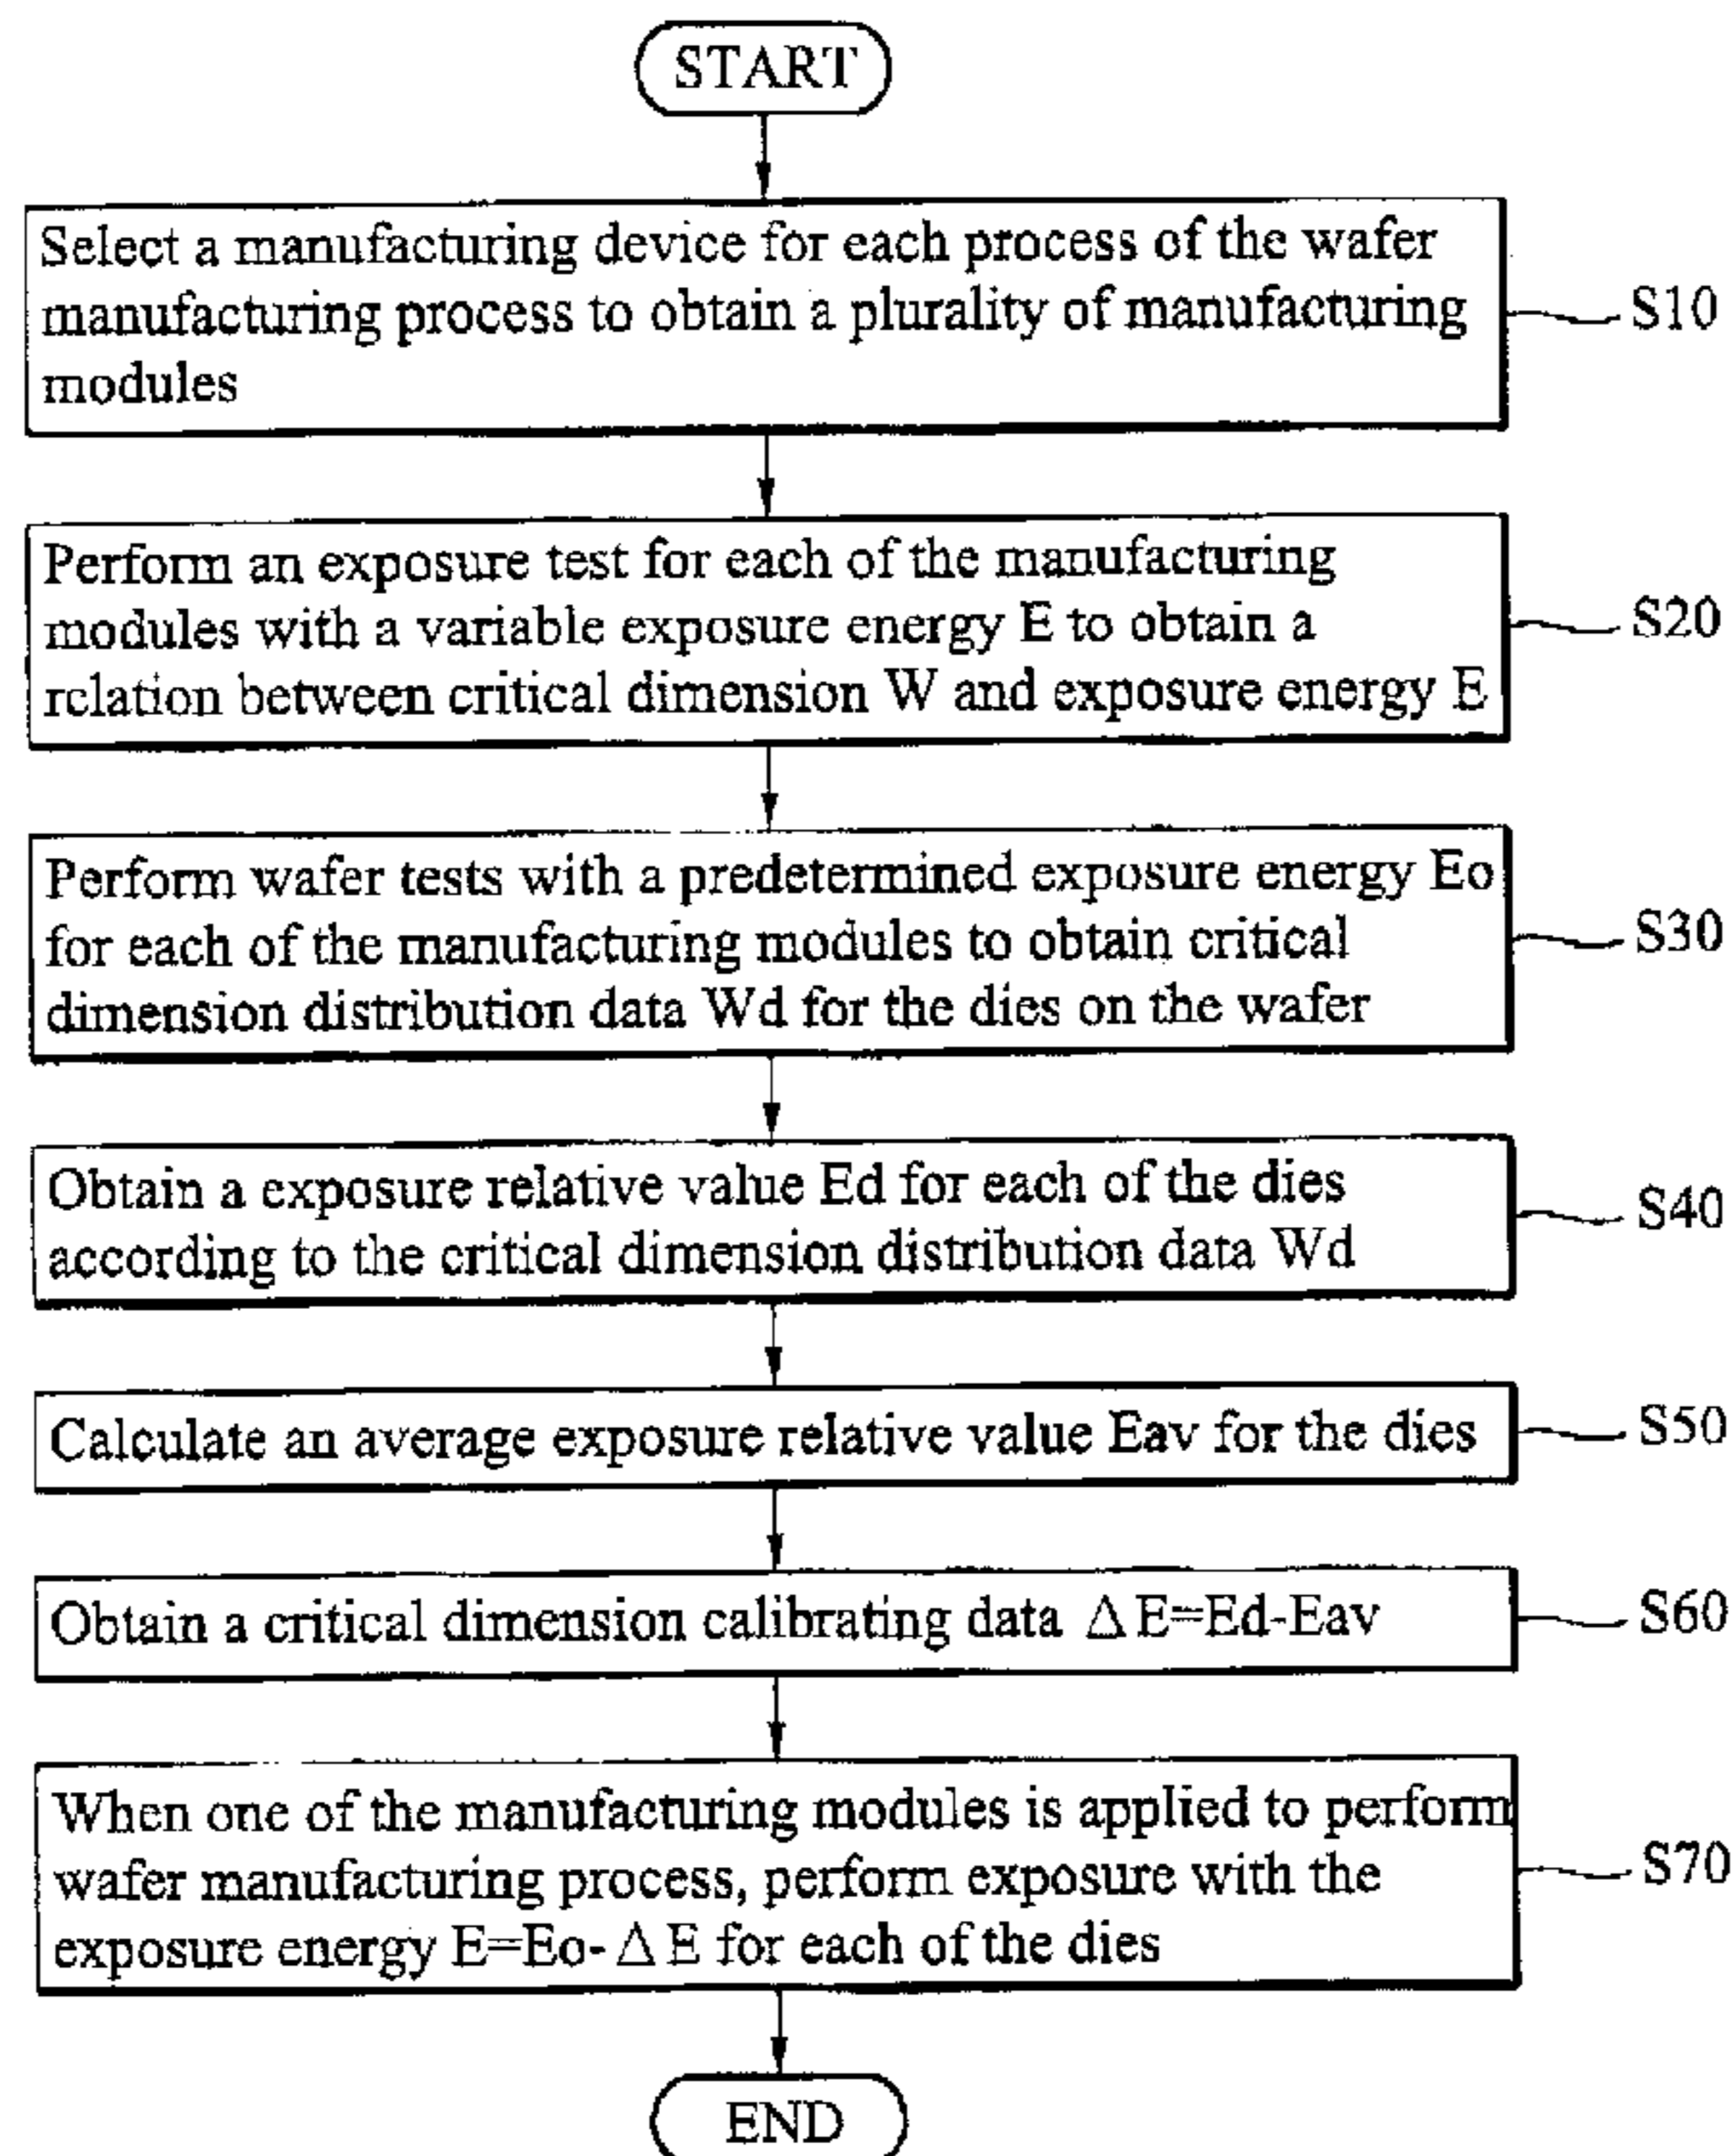 START
Select a manufacturing device for each process of the wafer
manufacturing process to obtain a plurality of manufacturing
modules
S10
Perform an exposure test for each of the manufacturing
modules with a variable exposure energy E to obtain a
relation between critical dimension W and exposure energy E
S20
Perform wafer tests with a predetermined exposure energy Eo
for each of the manufacturing modules to obtain critical
dimension distribution data Wd for the dies on the wafer
S30
Obtain a exposure relative value Ed for each of the dies
according to the critical dimension distribution data Wd
S40
Calculate an average exposure relative value Eav for the dies
S50
Obtain a critical dimension calibrating data ΔE=Ed-Eav
S60
When one of the manufacturing modules is applied to perform
wafer manufacturing process, perform exposure with the
exposure energy E=Eo-ΔE for each of the dies
S70
END